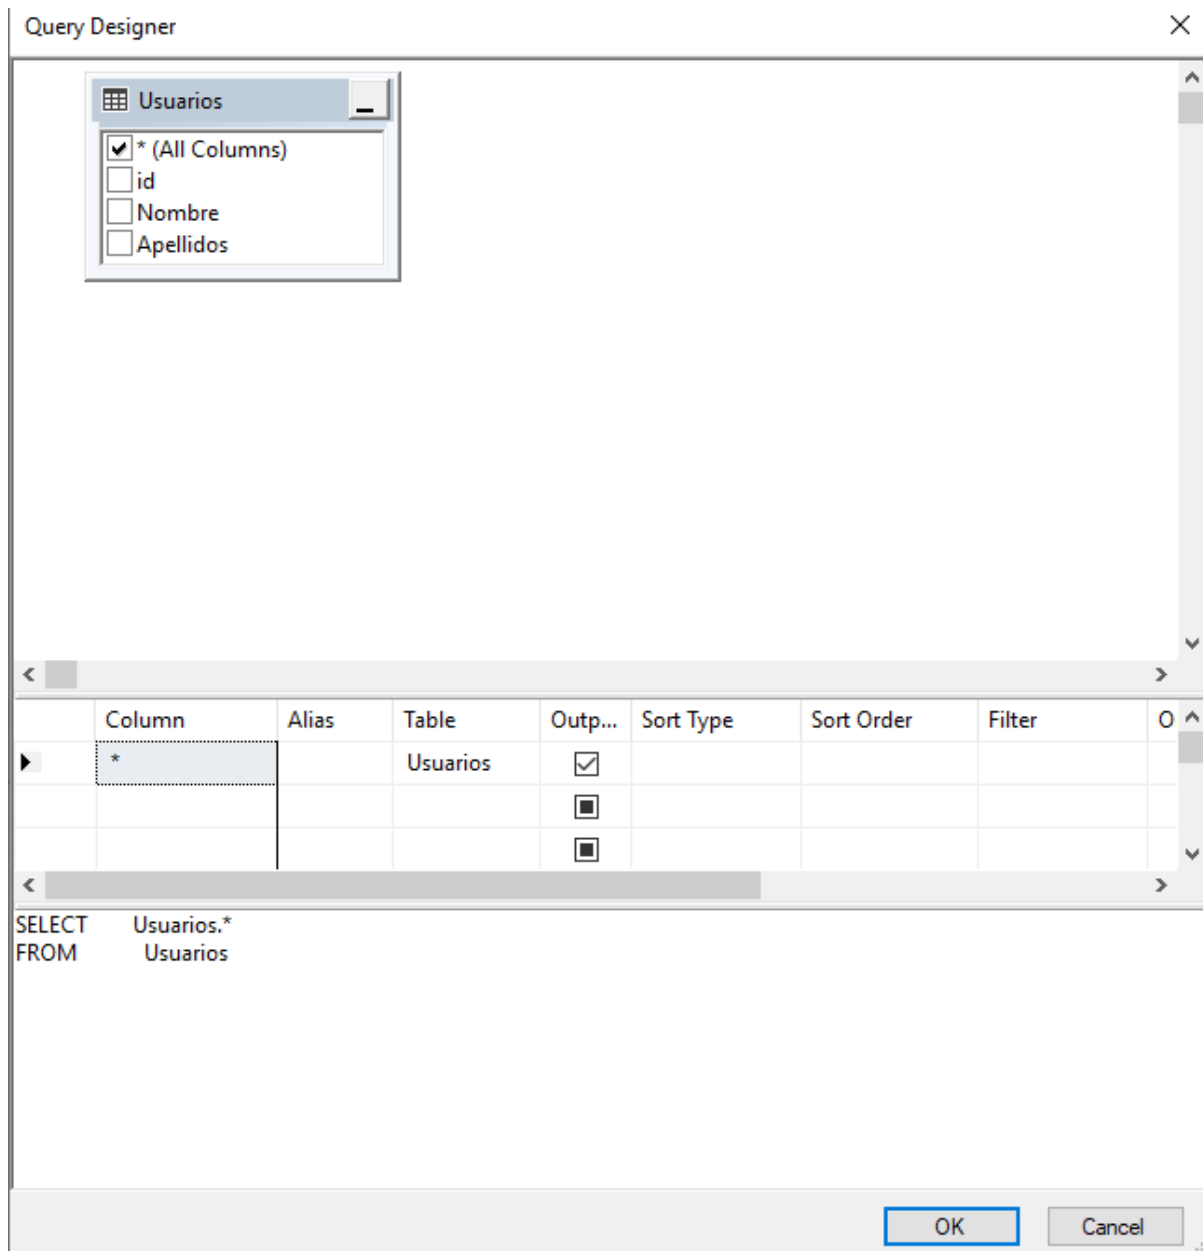 Query Designer
Usuarios
* (All Columns)
id
Nombre
Apellidos
Column Alias Table Outp... Sort Type Sort Order Filter O
* Usuarios
SELECT Usuarios.*
FROM Usuarios
OK Cancel